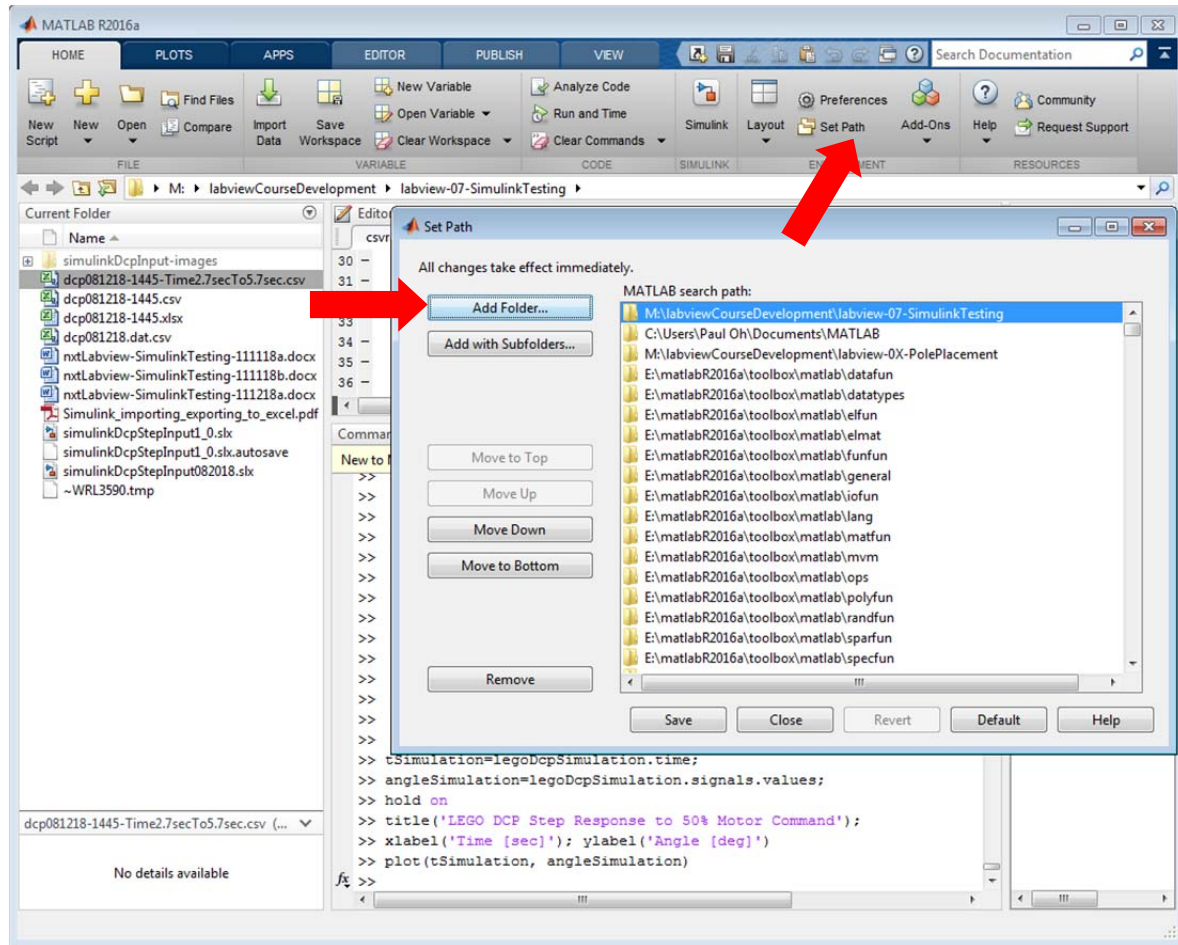 MATLAB R2016a
HOME PLOTS APPS EDITOR PUBLISH VIEW Search Documentation
New Script
New
Open
Find Files
Compare
Import Data
Save Workspace
New Variable
Open Variable
Clear Workspace
Analyze Code
Run and Time
Clear Commands
Simulink
Layout
Preferences
Set Path
Add-Ons
Help
Community
Request Support
FILE VARIABLE CODE SIMULINK RESOURCES
M: labviewCourseDevelopment labview-07-SimulinkTesting
Current Folder
Name
simulinkDcpInput-images
dcp081218-1445-Time2.7secTo5.7sec.csv
dcp081218-1445.csv
dcp081218-1445.xlsx
dcp081218.dat.csv
nxtLabview-SimulinkTesting-111118a.docx
nxtLabview-SimulinkTesting-111118b.docx
nxtLabview-SimulinkTesting-111218a.docx
Simulink_importing_exporting_to_excel.pdf
simulinkDcpStepInput1_0.slx
simulinkDcpStepInput1_0.slx.autosave
simulinkDcpStepInput082018.slx
~WRL3590.tmp
dcp081218-1445-Time2.7secTo5.7sec.csv (...
No details available
Editor
csvr
30 -
31 -
33
34 -
35 -
36 -
Comma
New to
Set Path
All changes take effect immediately.
MATLAB search path:
Add Folder...
Add with Subfolders...
Move to Top
Move Up
Move Down
Move to Bottom
Remove
M:\labviewCourseDevelopment\labview-07-SimulinkTesting
C:\Users\Paul Oh\Documents\MATLAB
M:\labviewCourseDevelopment\labview-0X-PolePlacement
E:\matlabR2016a\toolbox\matlab\datafun
E:\matlabR2016a\toolbox\matlab\datatypes
E:\matlabR2016a\toolbox\matlab\elfun
E:\matlabR2016a\toolbox\matlab\elmat
E:\matlabR2016a\toolbox\matlab\funfun
E:\matlabR2016a\toolbox\matlab\general
E:\matlabR2016a\toolbox\matlab\iofun
E:\matlabR2016a\toolbox\matlab\lang
E:\matlabR2016a\toolbox\matlab\matfun
E:\matlabR2016a\toolbox\matlab\mvm
E:\matlabR2016a\toolbox\matlab\ops
E:\matlabR2016a\toolbox\matlab\polyfun
E:\matlabR2016a\toolbox\matlab\randfun
E:\matlabR2016a\toolbox\matlab\sparfun
E:\matlabR2016a\toolbox\matlab\specfun
Save Close Revert Default Help
>>
>>
>>
>>
>>
>>
>>
>>
>>
>>
>>
>>
>>
>>
>> tSimulation=legoDcpSimulation.time;
>> angleSimulation=legoDcpSimulation.signals.values;
>> hold on
>> title('LEGO DCP Step Response to 50% Motor Command');
>> xlabel('Time [sec]'); ylabel('Angle [deg]')
>> plot(tSimulation, angleSimulation)
fx >>